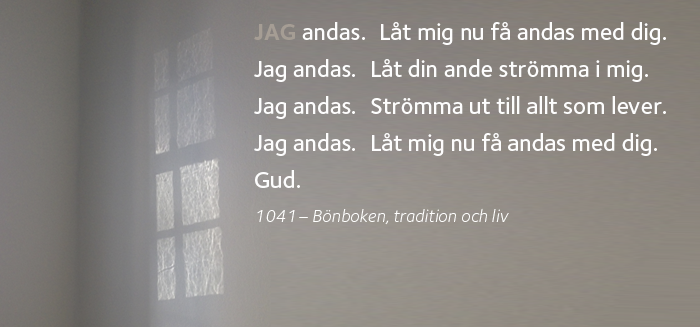 JAG andas. Låt mig nu få andas med dig.
Jag andas. Låt din ande strömma i mig.
Jag andas. Strömma ut till allt som lever.
Jag andas. Låt mig nu få andas med dig.
Gud.
1041– Bönboken, tradition och liv